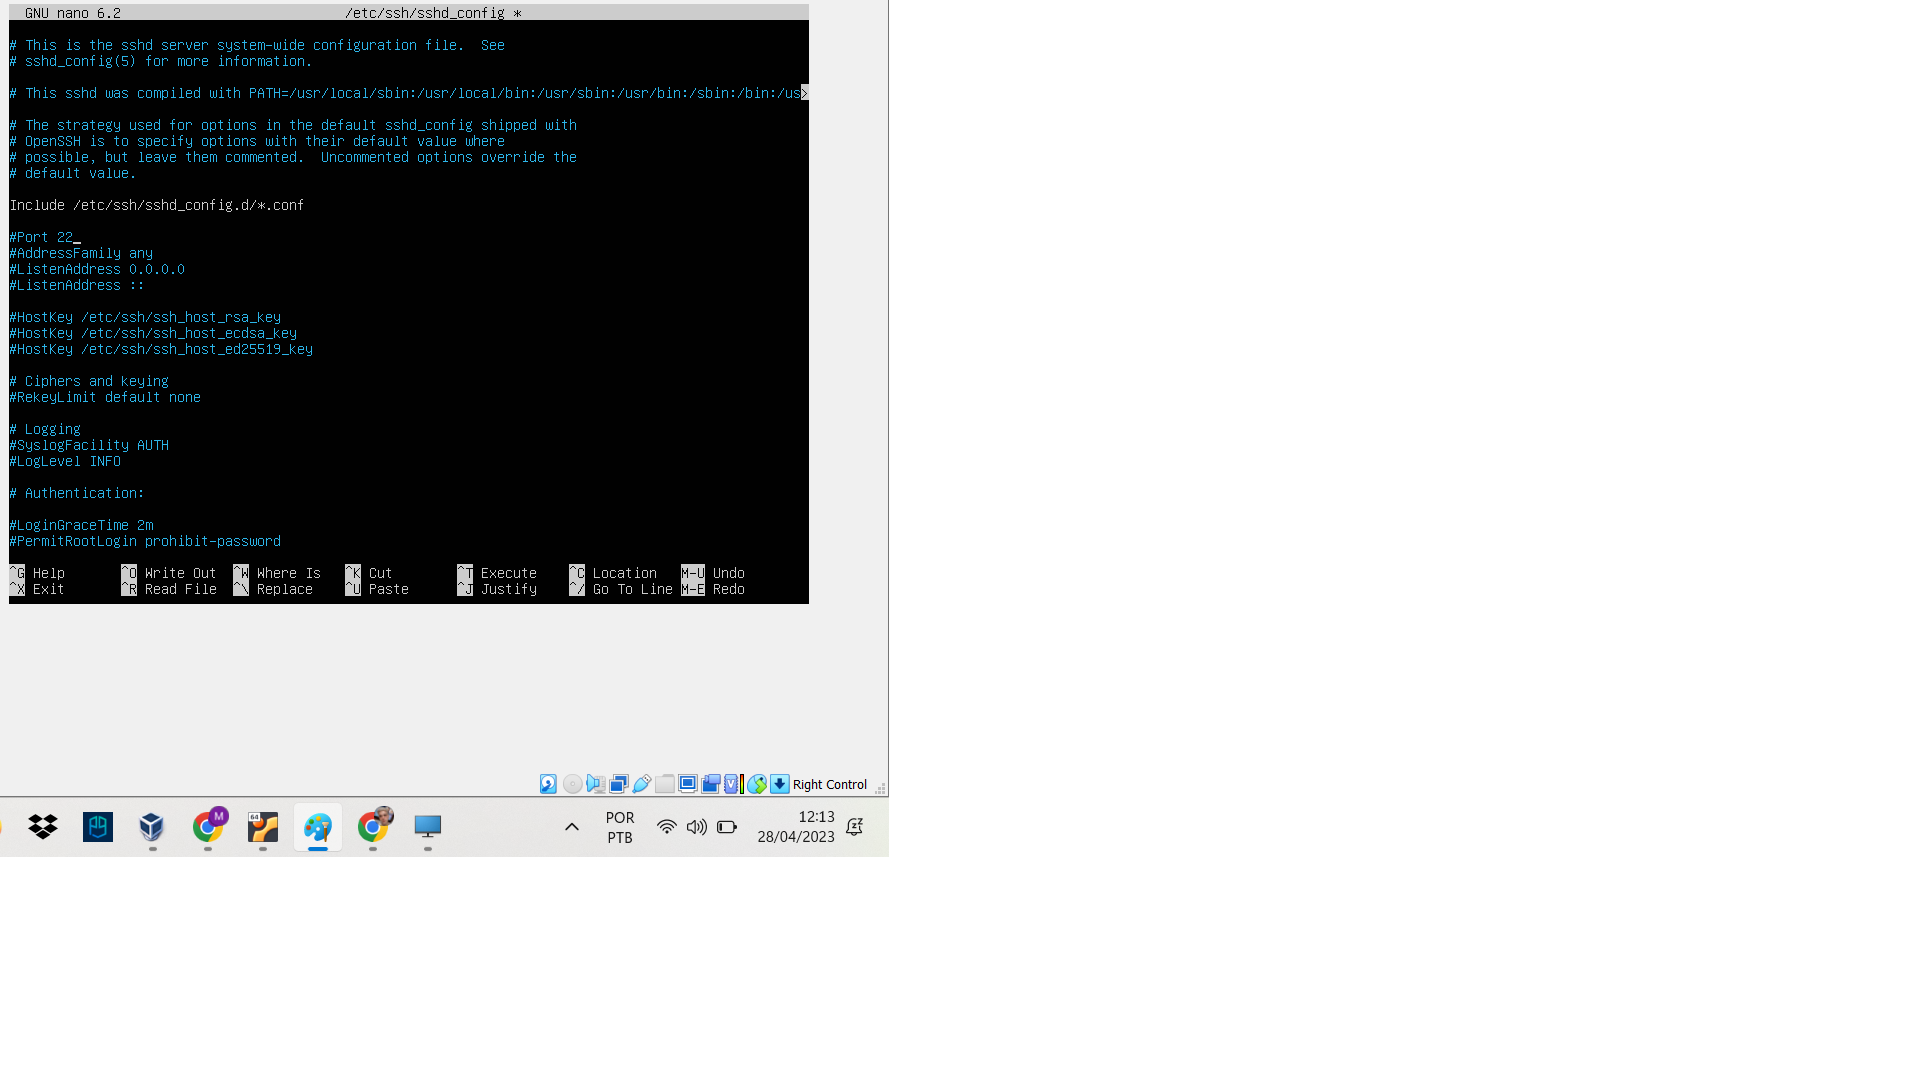 GNU nano 6.2 /etc/ssh/sshd_config *
# This is the sshd server system-wide configuration file.  See
# sshd_config(5) for more information.
# This sshd was compiled with PATH=/usr/local/sbin:/usr/local/bin:/usr/sbin:/usr/bin:/sbin:/bin:/us>
# The strategy used for options in the default sshd_config shipped with
# OpenSSH is to specify options with their default value where
# possible, but leave them commented.  Uncommented options override the
# default value.
Include /etc/ssh/sshd_config.d/*.conf
#Port 22_
#AddressFamily any
#ListenAddress 0.0.0.0
#ListenAddress ::
#HostKey /etc/ssh/ssh_host_rsa_key
#HostKey /etc/ssh/ssh_host_ecdsa_key
#HostKey /etc/ssh/ssh_host_ed25519_key
# Ciphers and keying
#RekeyLimit default none
# Logging
#SyslogFacility AUTH
#LogLevel INFO
# Authentication:
#LoginGraceTime 2m
#PermitRootLogin prohibit-password
^G Help ^O Write Out ^W Where Is ^K Cut ^T Execute ^C Location M-U Undo
^X Exit ^R Read File ^\ Replace ^U Paste ^J Justify ^/ Go To Line M-E Redo
V
Right Control
M
64
POR
PTB
12:13
28/04/2023